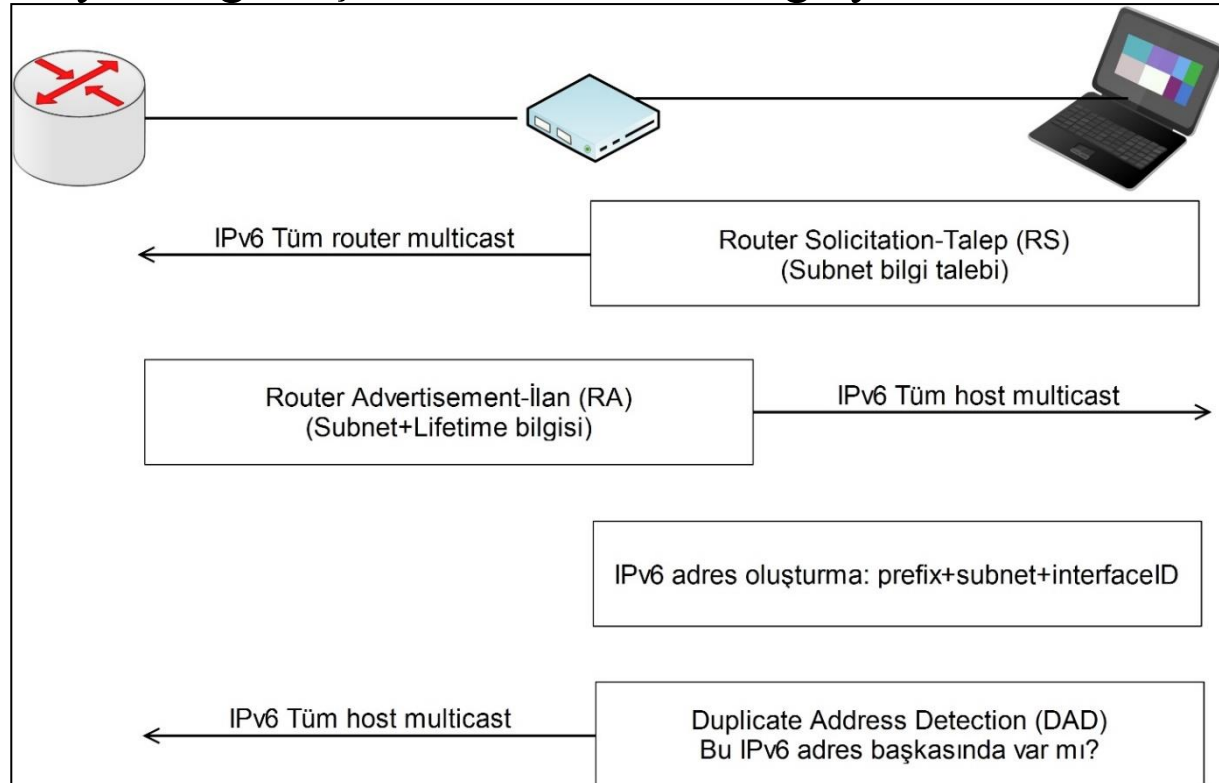 IPv6 Tüm router multicast
Router Solicitation-Talep (RS)
(Subnet bilgi talebi)
Router Advertisement-İlan (RA)
(Subnet+Lifetime bilgisi)
IPv6 Tüm host multicast
IPv6 adres oluşturma: prefix+subnet+interfaceID
IPv6 Tüm host multicast
Duplicate Address Detection (DAD)
Bu IPv6 adres başkasında var mı?